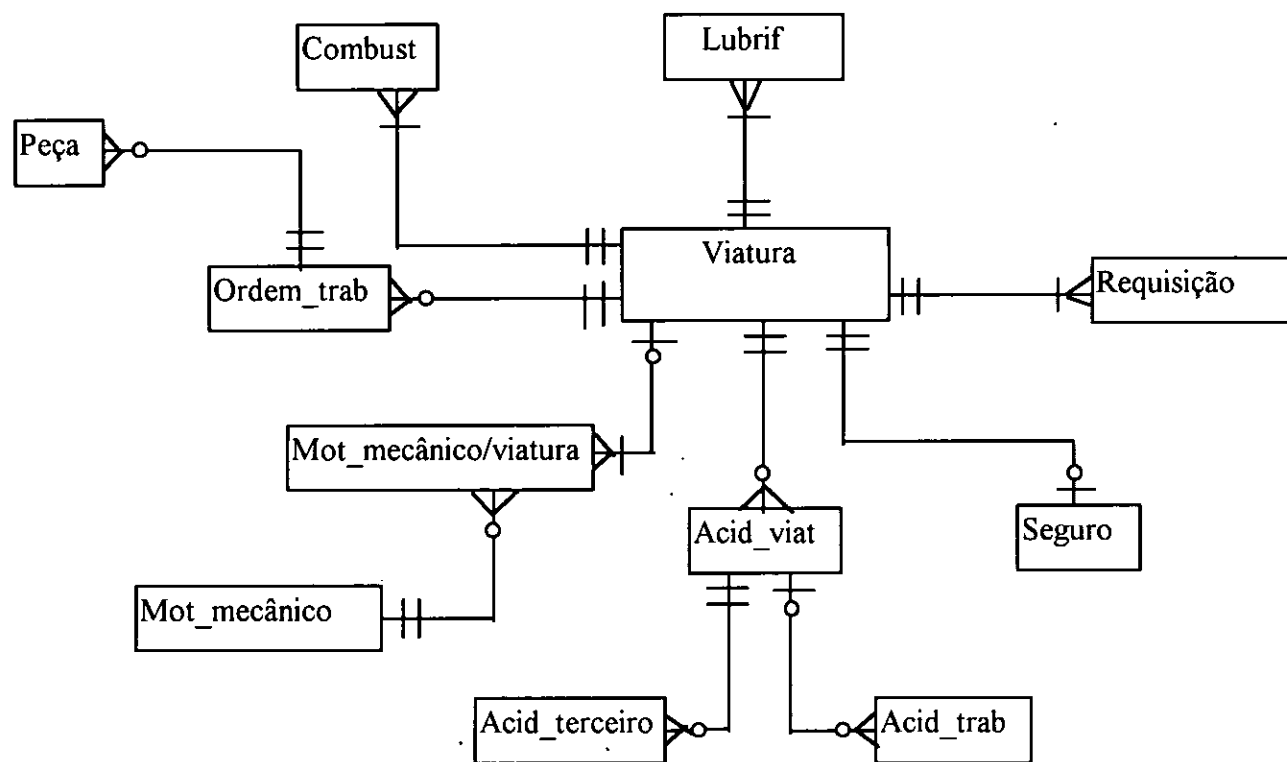 Combust
Lubrif
Peça
Viatura
Ordem_trab
Requisição
Mot_mecânico/viatura
Acid_viat
Seguro
Mot_mecânico
Acid_terceiro
Acid_trab